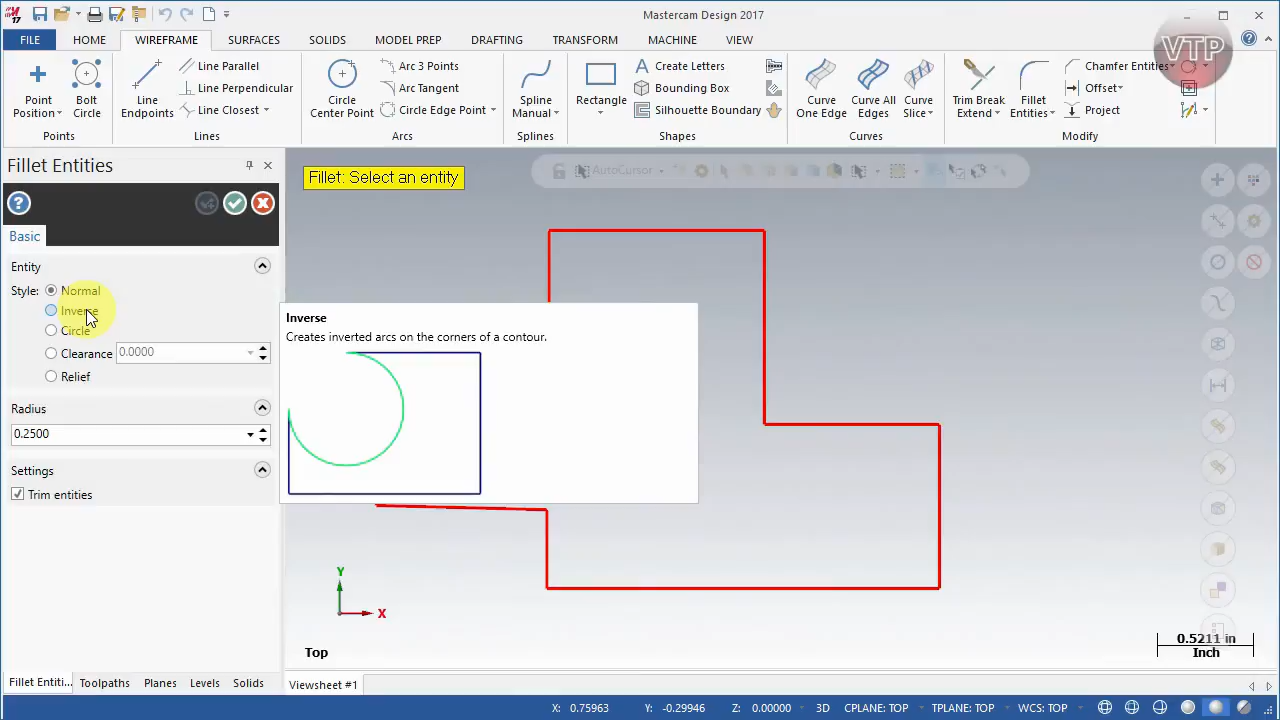 Mastercam Design 2017
VTP
FILE HOME WIREFRAME SURFACES SOLIDS MODEL PREP DRAFTING TRANSFORM MACHINE VIEW
Point
Position
Bolt
Circle
Points
Line
Endpoints
Line Parallel
Line Perpendicular
Line Closest
Lines
Circle
Center Point
Arc 3 Points
Arc Tangent
Circle Edge Point
Arcs
Spline
Manual
Splines
Rectangle
Create Letters
Bounding Box
Silhouette Boundary
Shapes
Curve
One Edge
Curve All
Edges
Curve
Slice
Curves
Trim Break
Extend
Fillet
Entities
Chamfer Entities
Offset
Project
Modify
Fillet Entities
Basic
Entity
Style: Normal
Inverse
Circle
Clearance 0.0000
Relief
Radius
0.2500
Settings
Trim entities
Fillet: Select an entity
AutoCursor
Inverse
Creates inverted arcs on the corners of a contour.
Y
X
Top
0.5211 in
Inch
Fillet Entiti... Toolpaths Planes Levels Solids
Viewsheet #1
X: 0.75963 Y: -0.29946 Z: 0.00000 3D CPLANE: TOP TPLANE: TOP WCS: TOP